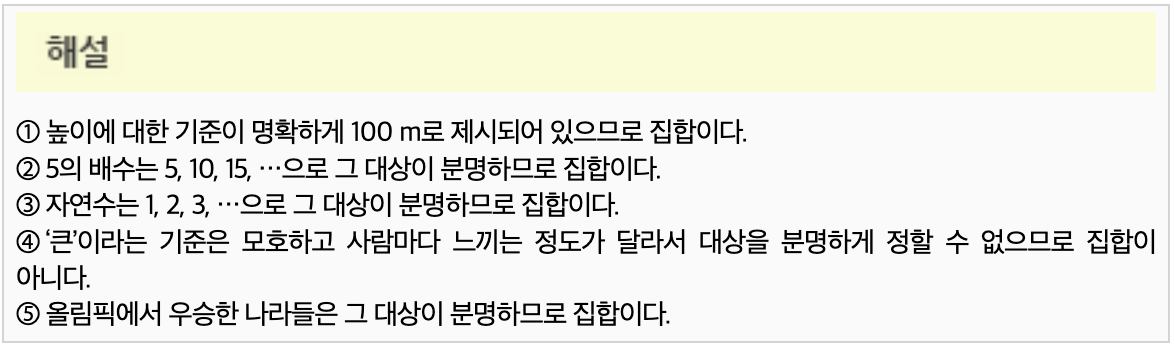 해설
① 높이에 대한 기준이 명확하게 100 m로 제시되어 있으므로 집합이다.
② 5의 배수는 5, 10, 15, …으로 그 대상이 분명하므로 집합이다.
③ 자연수는 1, 2, 3, …으로 그 대상이 분명하므로 집합이다.
④ ‘큰’이라는 기준은 모호하고 사람마다 느끼는 정도가 달라서 대상을 분명하게 정할 수 없으므로 집합이
아니다.
⑤ 올림픽에서 우승한 나라들은 그 대상이 분명하므로 집합이다.